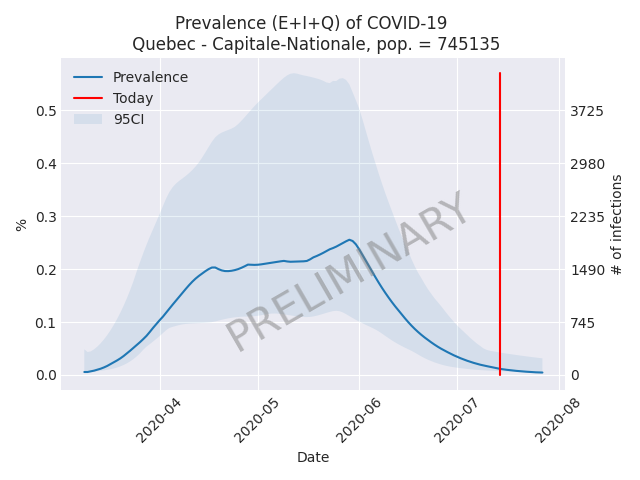 Prevalence (E+I+Q) of COVID-19
Quebec - Capitale-Nationale, pop. = 745135
Prevalence
Today
95CI
0.5
0.4
0.3
0.2
0.1
0.0
%
3725
2980
2235
1490
745
0
# of infections
PRELIMINARY
2020-04
2020-05
2020-06
2020-07
2020-08
Date